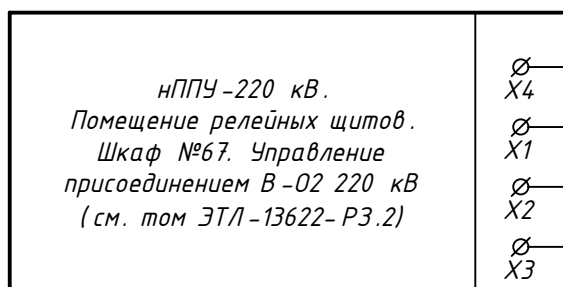 нППУ-220 кВ.
Помещение релейных щитов.
Шкаф №67. Управление
присоединением В-О2 220 кВ
(см. том ЭТЛ-13622-РЗ.2)
X4
X1
X2
X3